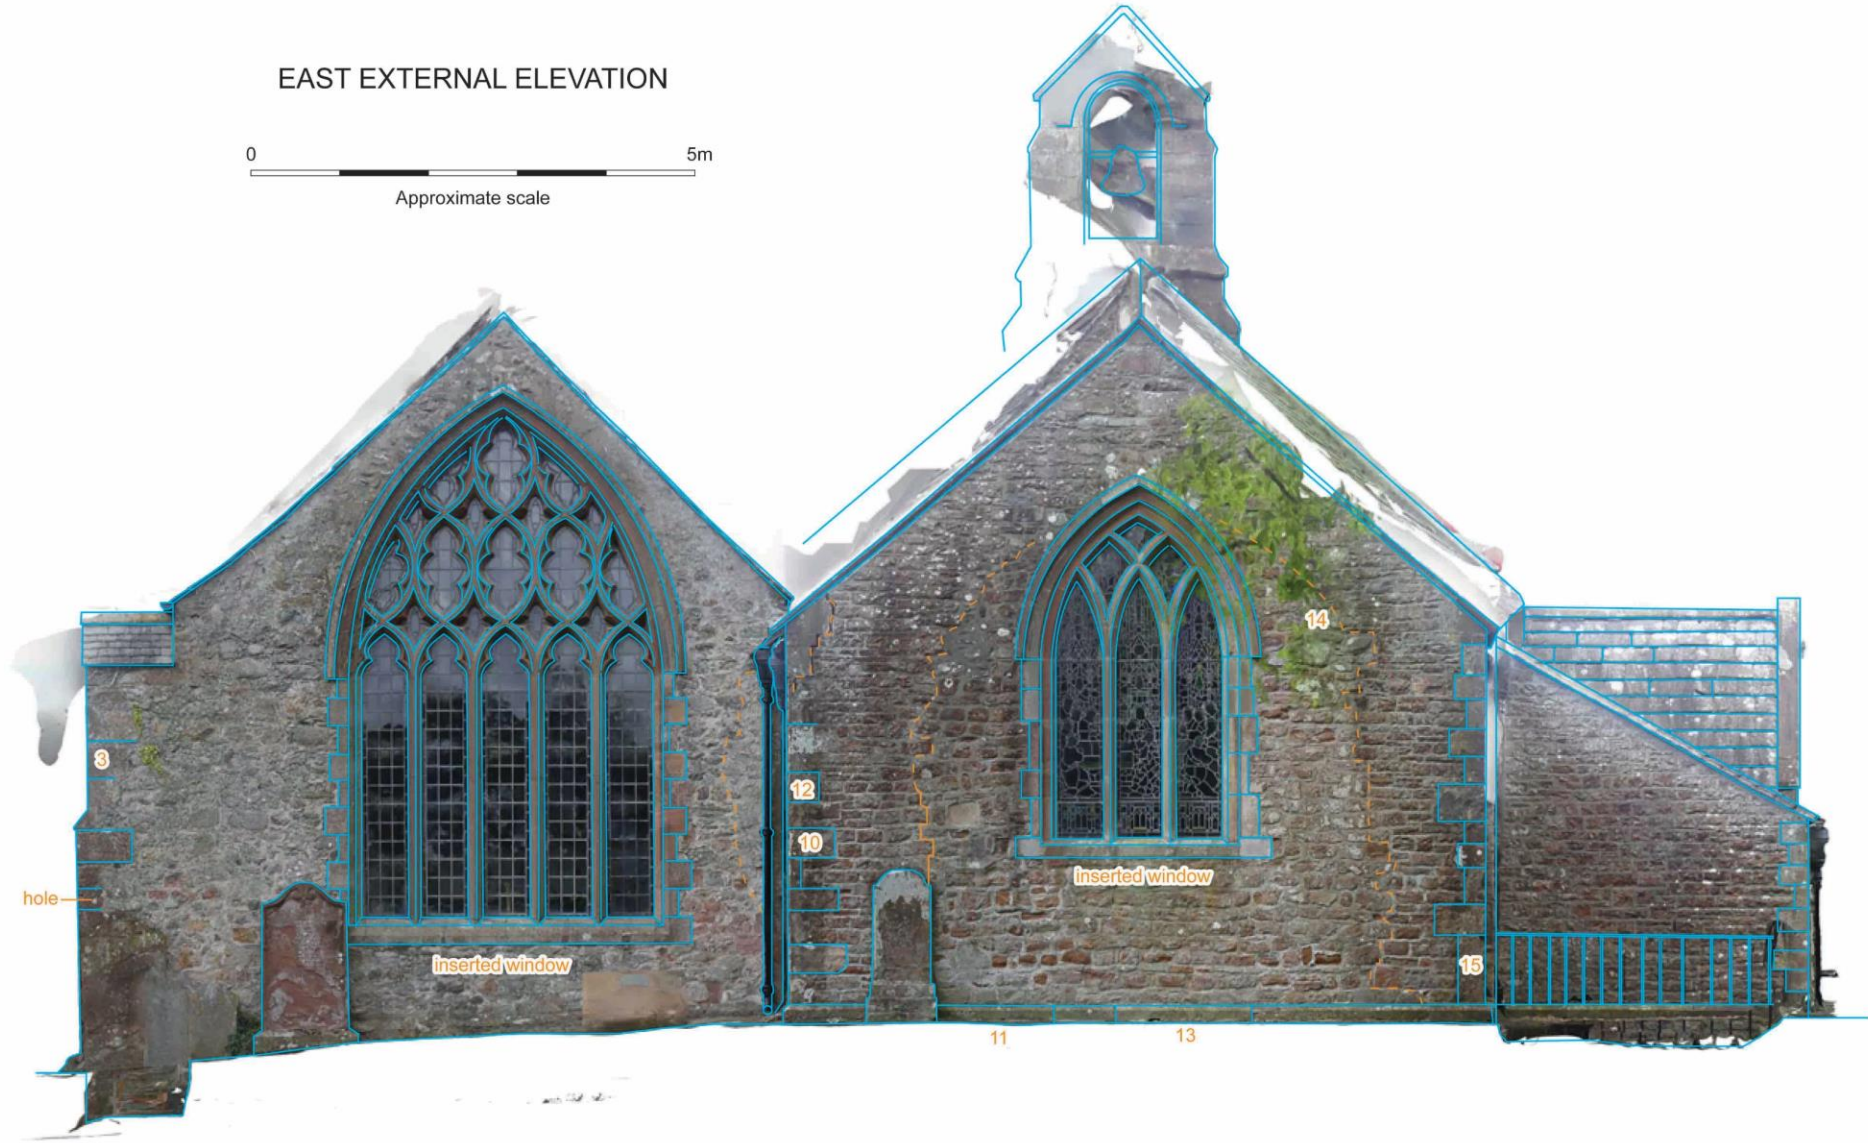 EAST EXTERNAL ELEVATION
0 5m
Approximate scale
14
3
12
10
inserted window
hole
inserted window
15
11 13